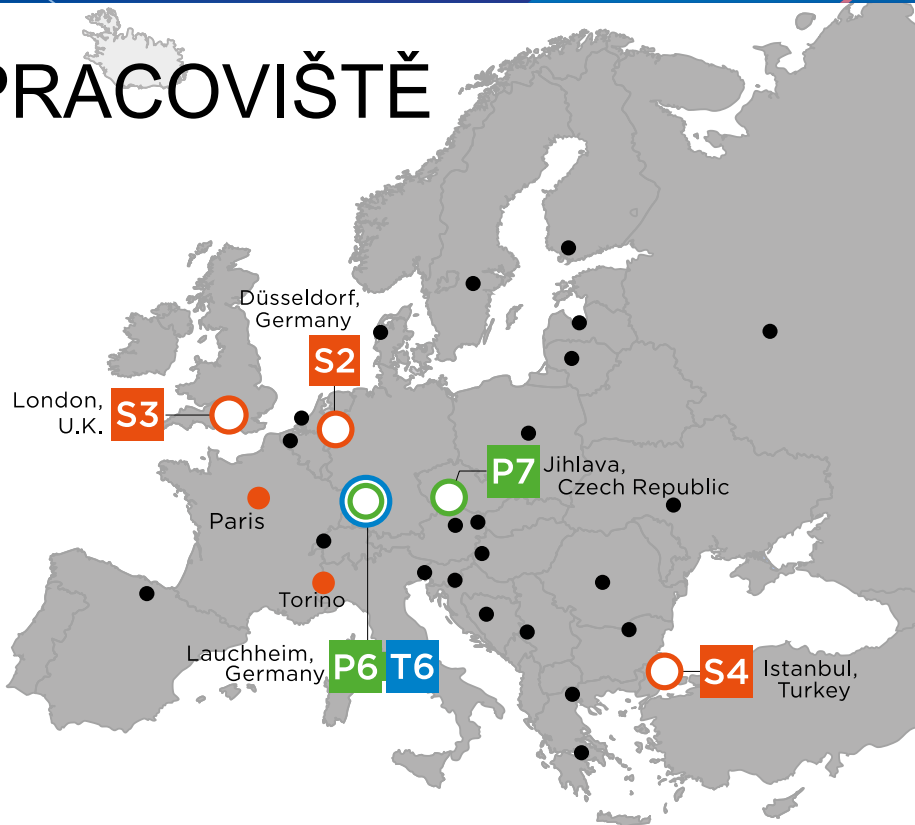 PRACOVIŠTĚ
Düsseldorf,
Germany
S2
London,
U.K.
S3
P7
Jihlava,
Czech Republic
Paris
Torino
Lauchheim,
Germany
P6
T6
S4
Istanbul,
Turkey